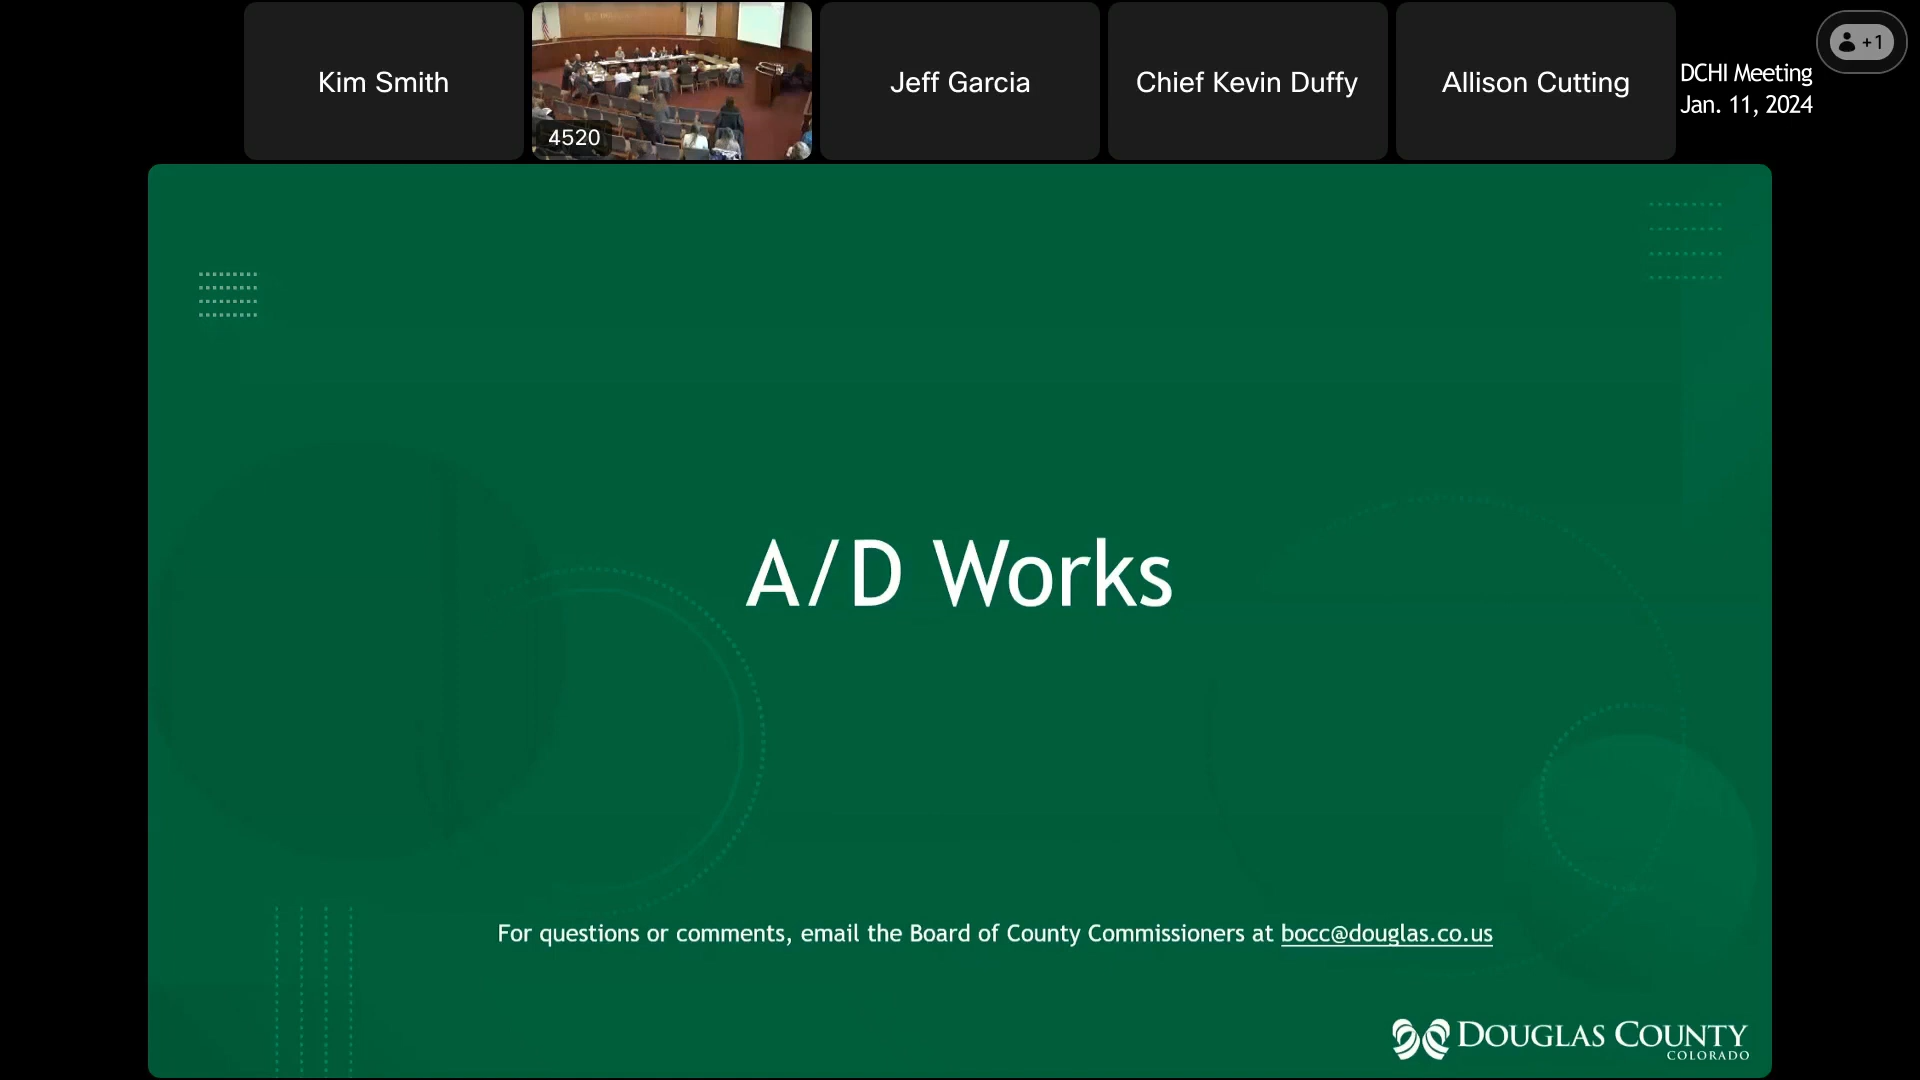 Kim Smith
4520
Jeff Garcia
Chief Kevin Duffy
Allison Cutting
DCHI Meeting
Jan. 11, 2024
+1
A/D Works
For questions or comments, email the Board of County Commissioners at bocc@douglas.co.us
DOUGLAS COUNTY
COLORADO